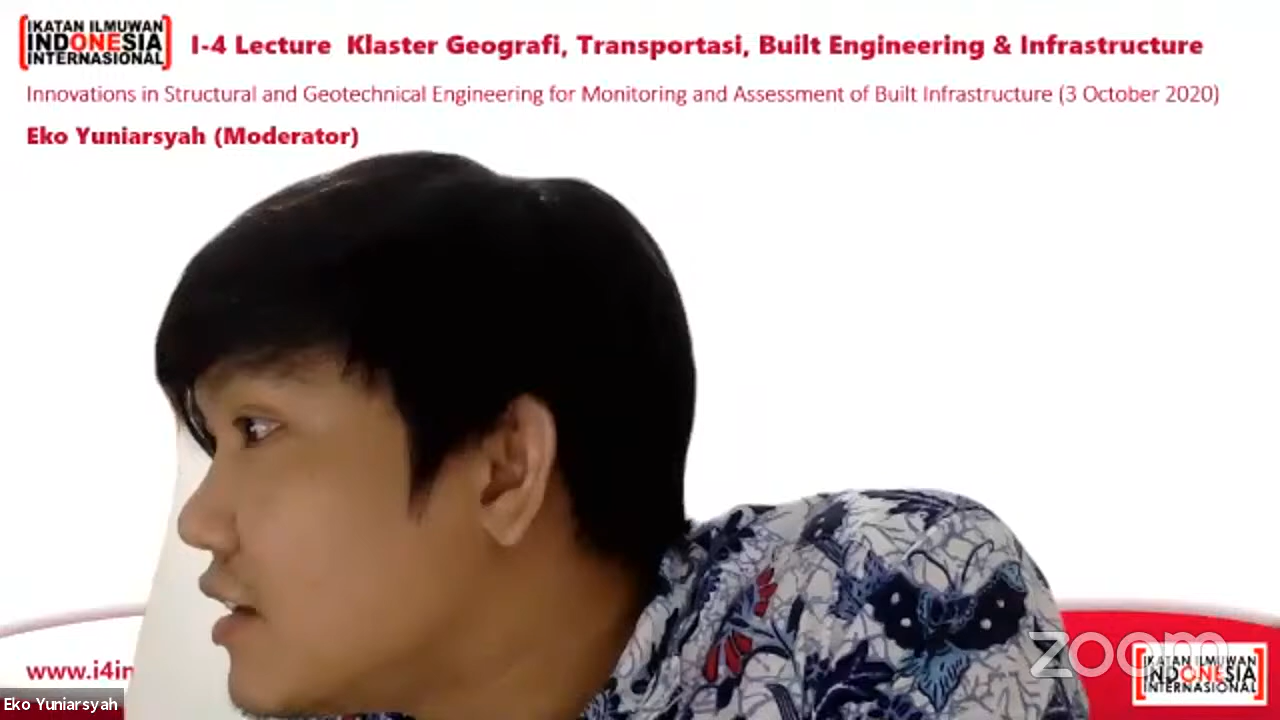 IKATAN ILMUWAN
INDONESIA
INTERNASIONAL
I-4 Lecture Klaster Geografi, Transportasi, Built Engineering & Infrastructure
Innovations in Structural and Geotechnical Engineering for Monitoring and Assessment of Built Infrastructure (3 October 2020)
Eko Yuniarsyah (Moderator)
www.i4in
zoom
IKATAN ILMUWAN
INDONESIA
INTERNASIONAL
Eko Yuniarsyah